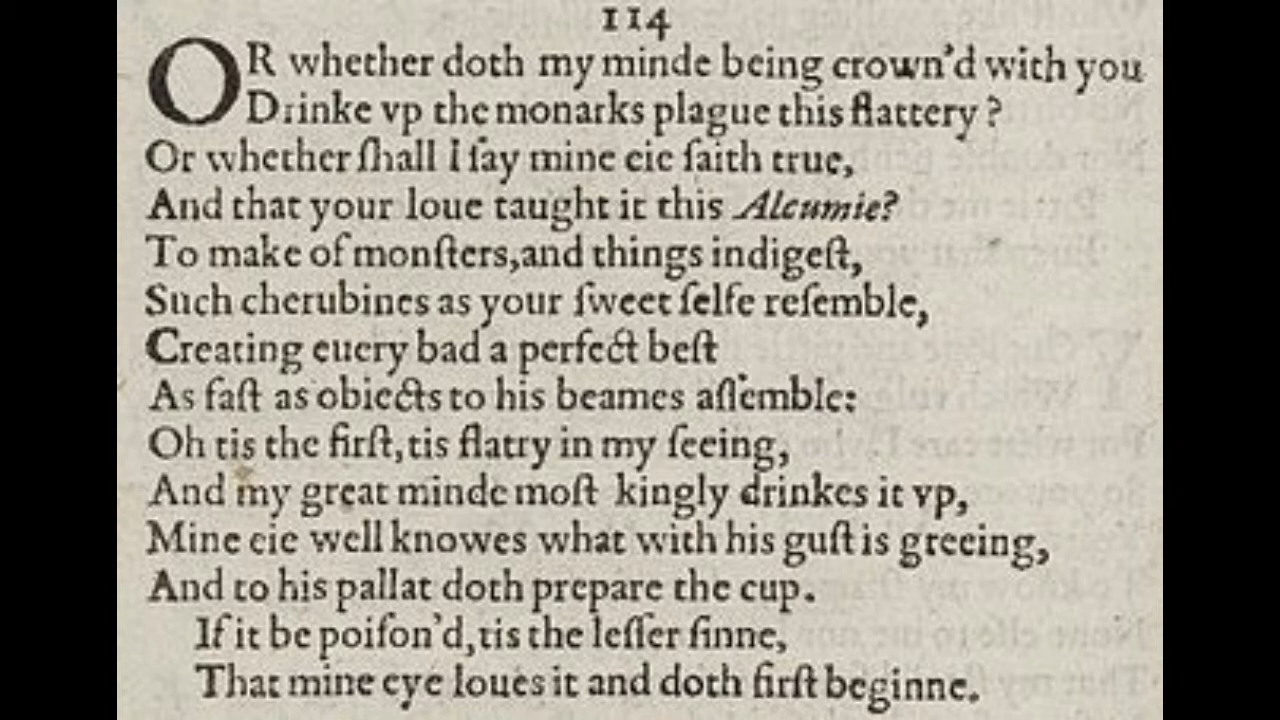 114
OR whether doth my minde being crown'd with you
Drinke vp the monarks plague this flattery?
Or whether ſhall I ſay mine eie ſaith true,
And that your loue taught it this Alcumie?
To make of monſters,and things indigeſt,
Such cherubines as your ſweet ſelfe reſemble,
Creating euery bad a perfect beſt
As faſt as obiects to his beames aſſemble:
Oh tis the firſt,tis flatry in my ſeeing,
And my great minde moſt kingly drinkes it vp,
Mine eie well knowes what with his guſt is greeing,
And to his pallat doth prepare the cup.
If it be poiſon'd,tis the leſſer ſinne,
That mine eye loues it and doth firſt beginne.